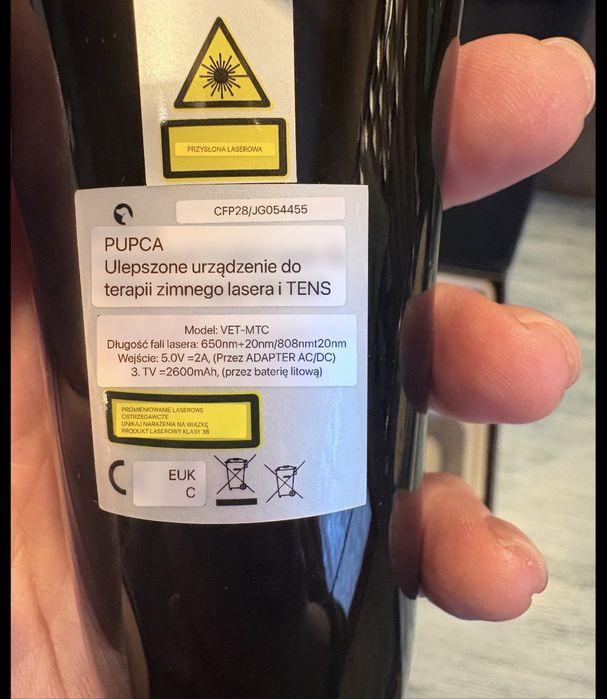 PRZYSŁONA LASEROWA
CFP28/JG054455
PUPCA
Ulepszone urządzenie do
terapii zimnego lasera i TENS
Model: VET-MTC
Długość fali lasera: 650nm+20nm/808nmt20nm
Wejście: 5.0V =2A, (Przez ADAPTER AC/DC)
3. TV =2600mAh, (przez baterię litową)
PROMIENIOWANIE LASEROWE
OSTRZEGAWCZE
UNIKAJ NARAŻENIA NA WIĄZKĘ
PRODUKT LASEROWY KLASY 3B
C EUK
C